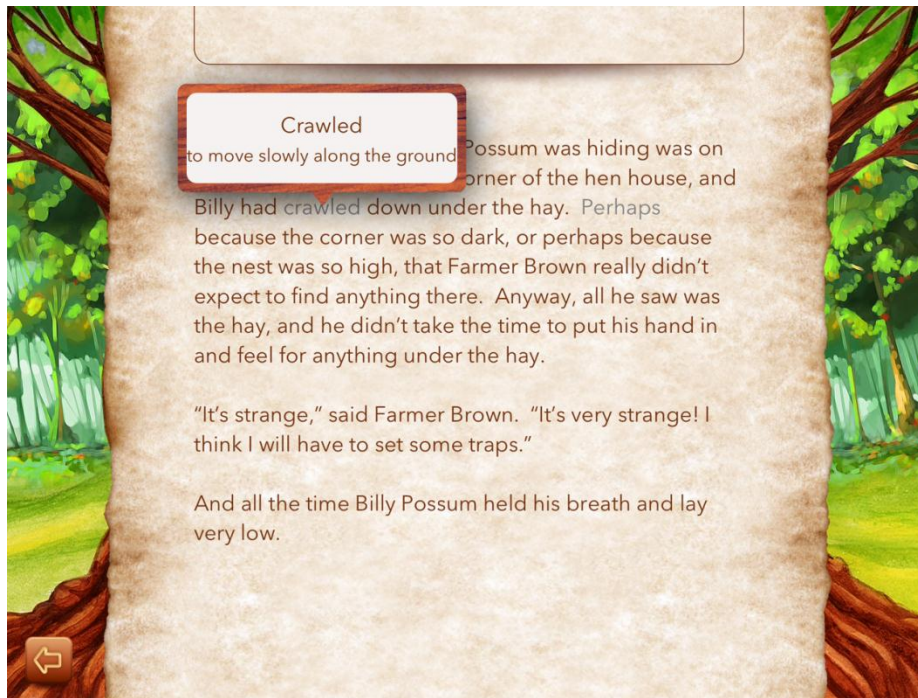 Crawled
to move slowly along the ground
Possum was hiding was on
orner of the hen house, and
Billy had crawled down under the hay.  Perhaps
because the corner was so dark, or perhaps because
the nest was so high, that Farmer Brown really didn’t
expect to find anything there.  Anyway, all he saw was
the hay, and he didn’t take the time to put his hand in
and feel for anything under the hay.
“It’s strange,” said Farmer Brown.  “It’s very strange! I
think I will have to set some traps.”
And all the time Billy Possum held his breath and lay
very low.